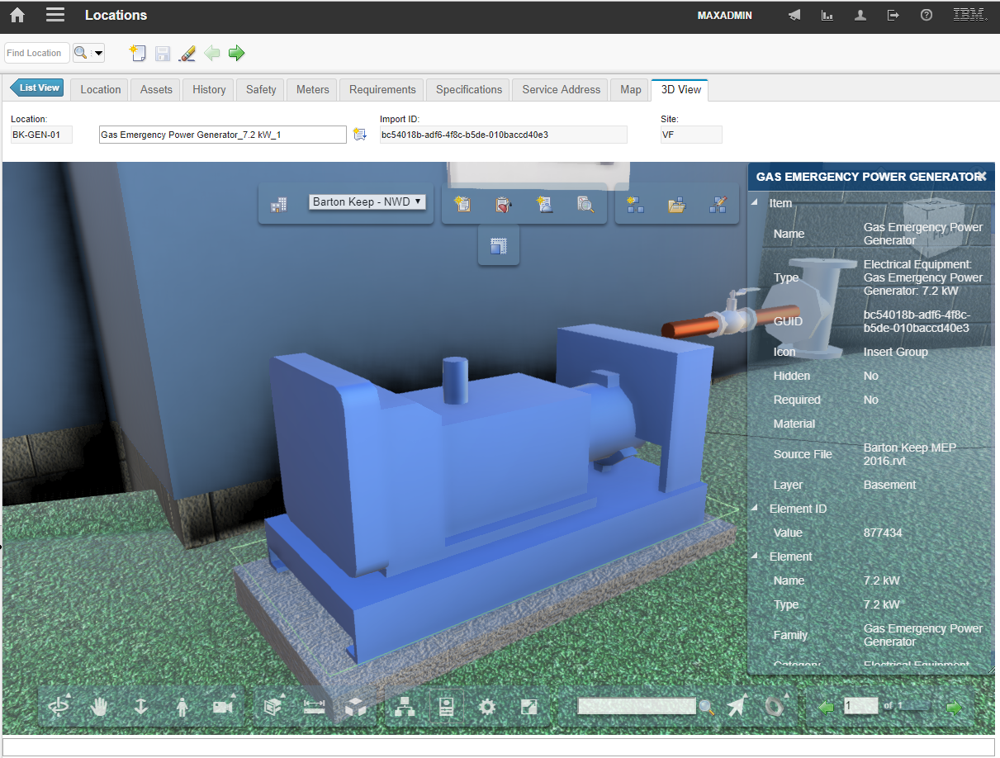 Locations
MAXADMIN
IBM.
Find Location
List View
Location
Assets
History
Safety
Meters
Requirements
Specifications
Service Address
Map
3D View
Location:
Import ID:
Site:
BK-GEN-01
Gas Emergency Power Generator_7.2 kW_1
bc54018b-adf6-4f8c-b5de-010baccd40e3
VF
Barton Keep - NWD
GAS EMERGENCY POWER GENERATOR
Item
Name
Gas Emergency Power
Generator
Type
Electrical Equipment:
Gas Emergency Power
Generator: 7.2 kW
GUID
bc54018b-adf6-4f8c-
b5de-010baccd40e3
Icon
Insert Group
Hidden
No
Required
No
Material
Source File
Barton Keep MEP
2016.rvt
Layer
Basement
Element ID
Value
877434
Element
Name
7.2 kW
Type
7.2 kW
Family
Gas Emergency Power
Generator
Category
Electrical Equipment
1
of 1